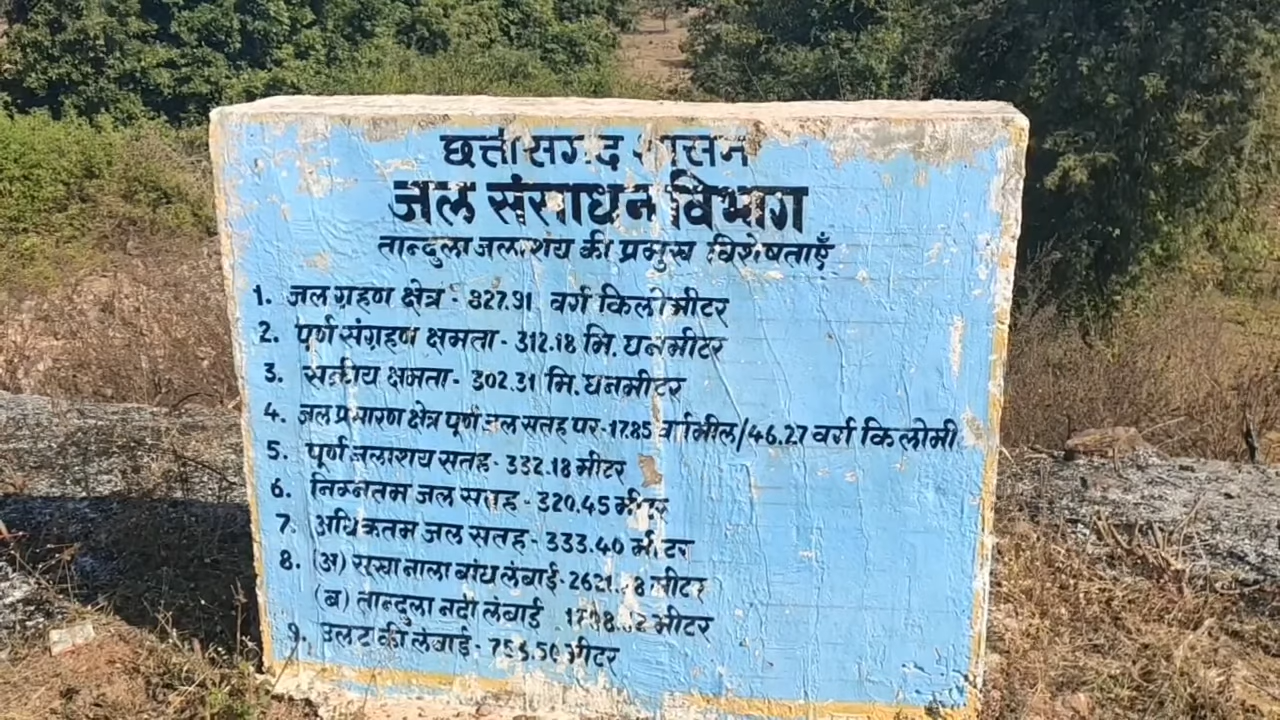 छत्तीसगढ़ शासन
जल संसाधन विभाग
तान्दुला जलाशय की प्रमुख विशेषताएँ
1. जल ग्रहण क्षेत्र - 827.91 वर्ग किलोमीटर
2. पूर्ण संग्रहण क्षमता - 312.18 मि. घनमीटर
3. सक्रीय क्षमता - 302.31 मि. घनमीटर
4. जल प्रसारण क्षेत्र पूर्ण जल सतह पर - 17.85 वर्गमील/46.27 वर्ग किलोमी
5. पूर्ण जलाशय सतह - 332.18 मीटर
6. निम्नतम जल सतह - 320.45 मीटर
7. अधिकतम जल सतह - 333.40 मीटर
8. (अ) सूखा नाला बांध लंबाई - मीटर
(ब) तान्दुला नदी लंबाई मीटर
9. उलट की लंबाई - मीटर